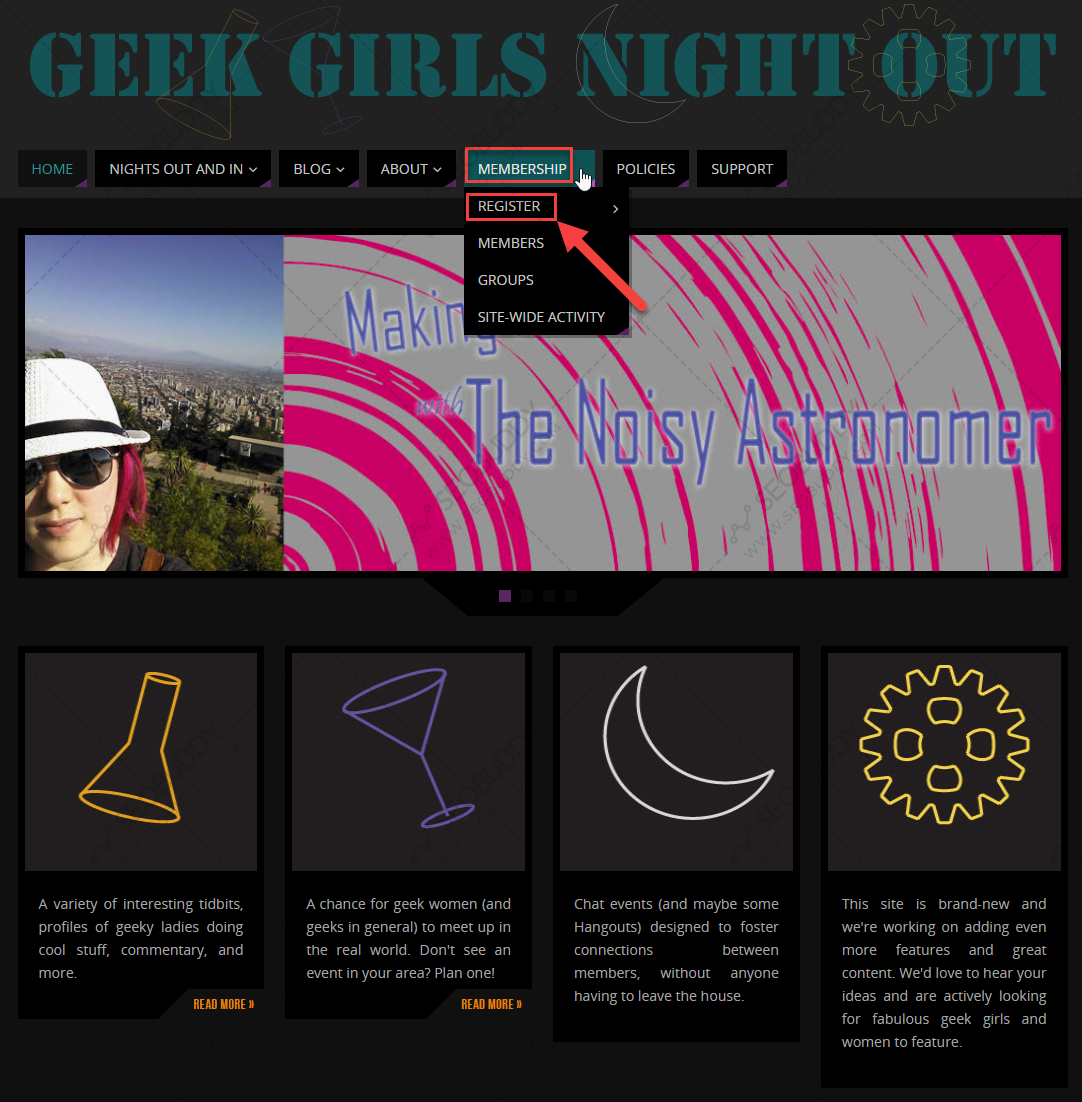 GEEK GIRLS NIGHT OUT
HOME NIGHTS OUT AND IN BLOG ABOUT MEMBERSHIP POLICIES SUPPORT
REGISTER
MEMBERS
GROUPS
SITE-WIDE ACTIVITY
Making
with The Noisy Astronomer
A variety of interesting tidbits,
profiles of geeky ladies doing
cool stuff, commentary, and
more.
READ MORE »
A chance for geek women (and
geeks in general) to meet up in
the real world. Don't see an
event in your area? Plan one!
READ MORE »
Chat events (and maybe some
Hangouts) designed to foster
connections between
members, without anyone
having to leave the house.
This site is brand-new and
we're working on adding even
more features and great
content. We'd love to hear your
ideas and are actively looking
for fabulous geek girls and
women to feature.